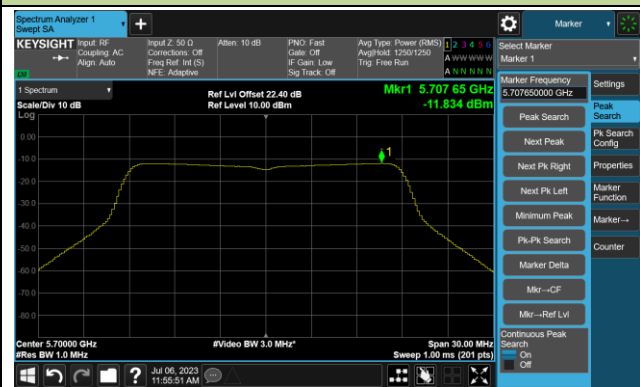 Spectrum Analyzer 1
Swept SA
Marker
KEYSIGHT
Input: RF
Coupling: AC
Align: Auto
Input Z: 50 Ω
Corrections: Off
Freq Ref: Int (S)
NFE: Adaptive
Atten: 10 dB
PNO: Fast
Gate: Off
IF Gain: Low
Sig Track: Off
Avg Type: Power (RMS)
Avg|Hold: 1250/1250
Trig: Free Run
1 2 3 4 5 6
A W W W W W
A N N N N N
Select Marker
Marker 1
1 Spectrum
Scale/Div 10 dB
Log
Ref Lvl Offset 22.40 dB
Ref Level 10.00 dBm
Mkr1 5.707 65 GHz
-11.834 dBm
0.00
-10.0
-20.0
-30.0
-40.0
-50.0
-60.0
-70.0
-80.0
1
Center 5.70000 GHz
#Res BW 1.0 MHz
#Video BW 3.0 MHz*
Span 30.00 MHz
Sweep 1.00 ms (201 pts)
Marker Frequency
5.707650000 GHz
Peak Search
Next Peak
Next Pk Right
Next Pk Left
Minimum Peak
Pk-Pk Search
Marker Delta
Mkr→CF
Mkr→Ref Lvl
Continuous Peak
Search
On
Off
Settings
Peak
Search
Pk Search
Config
Properties
Marker
Function
Marker→
Counter
Jul 06, 2023
11:55:51 AM